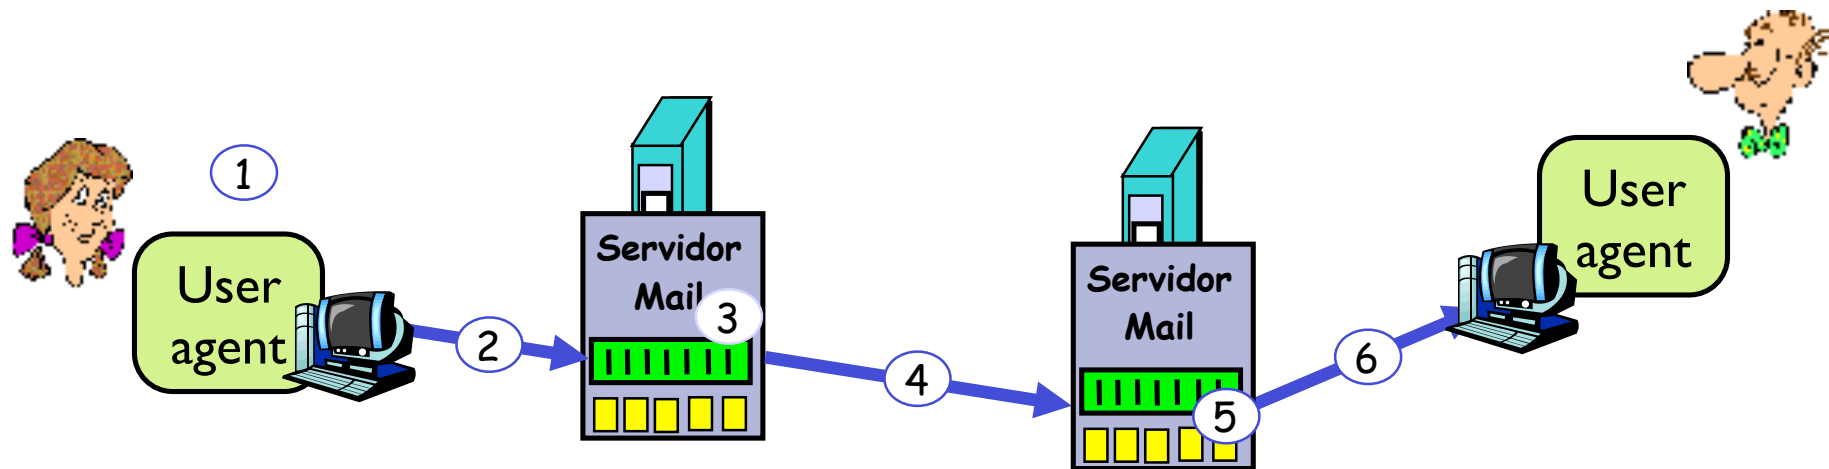 1
User
agent
2
Servidor
Mail
3
4
Servidor
Mail
5
6
User
agent